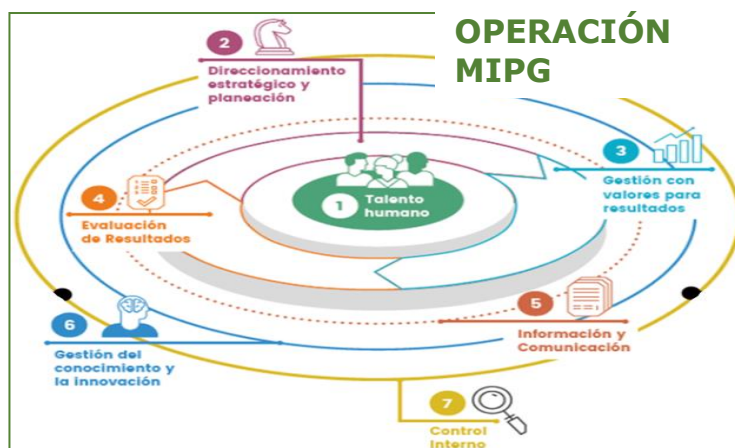 OPERACIÓN
MIPG
2
Direccionamiento
estratégico y
planeación
3
Gestión con
valores para
resultados
1
Talento
humano
4
Evaluación
de Resultados
5
Información y
Comunicación
6
Gestión del
conocimiento y
la innovación
7
Control
Interno